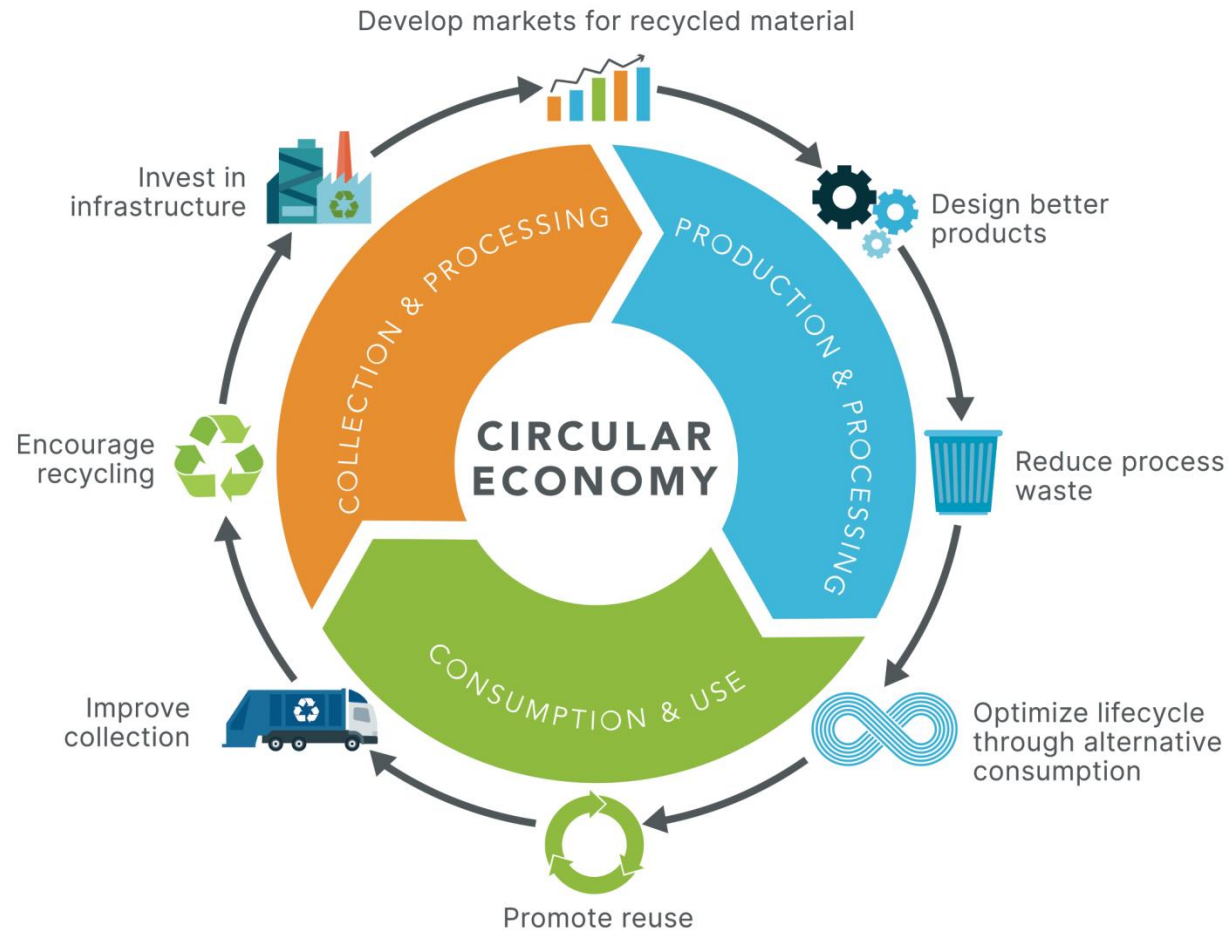 Develop markets for recycled material
Invest in
infrastructure
Design better
products
COLLECTION & PROCESSING
PRODUCTION & PROCESSING
CIRCULAR
ECONOMY
Encourage
recycling
Reduce process
waste
CONSUMPTION & USE
Improve
collection
Optimize lifecycle
through alternative
consumption
Promote reuse